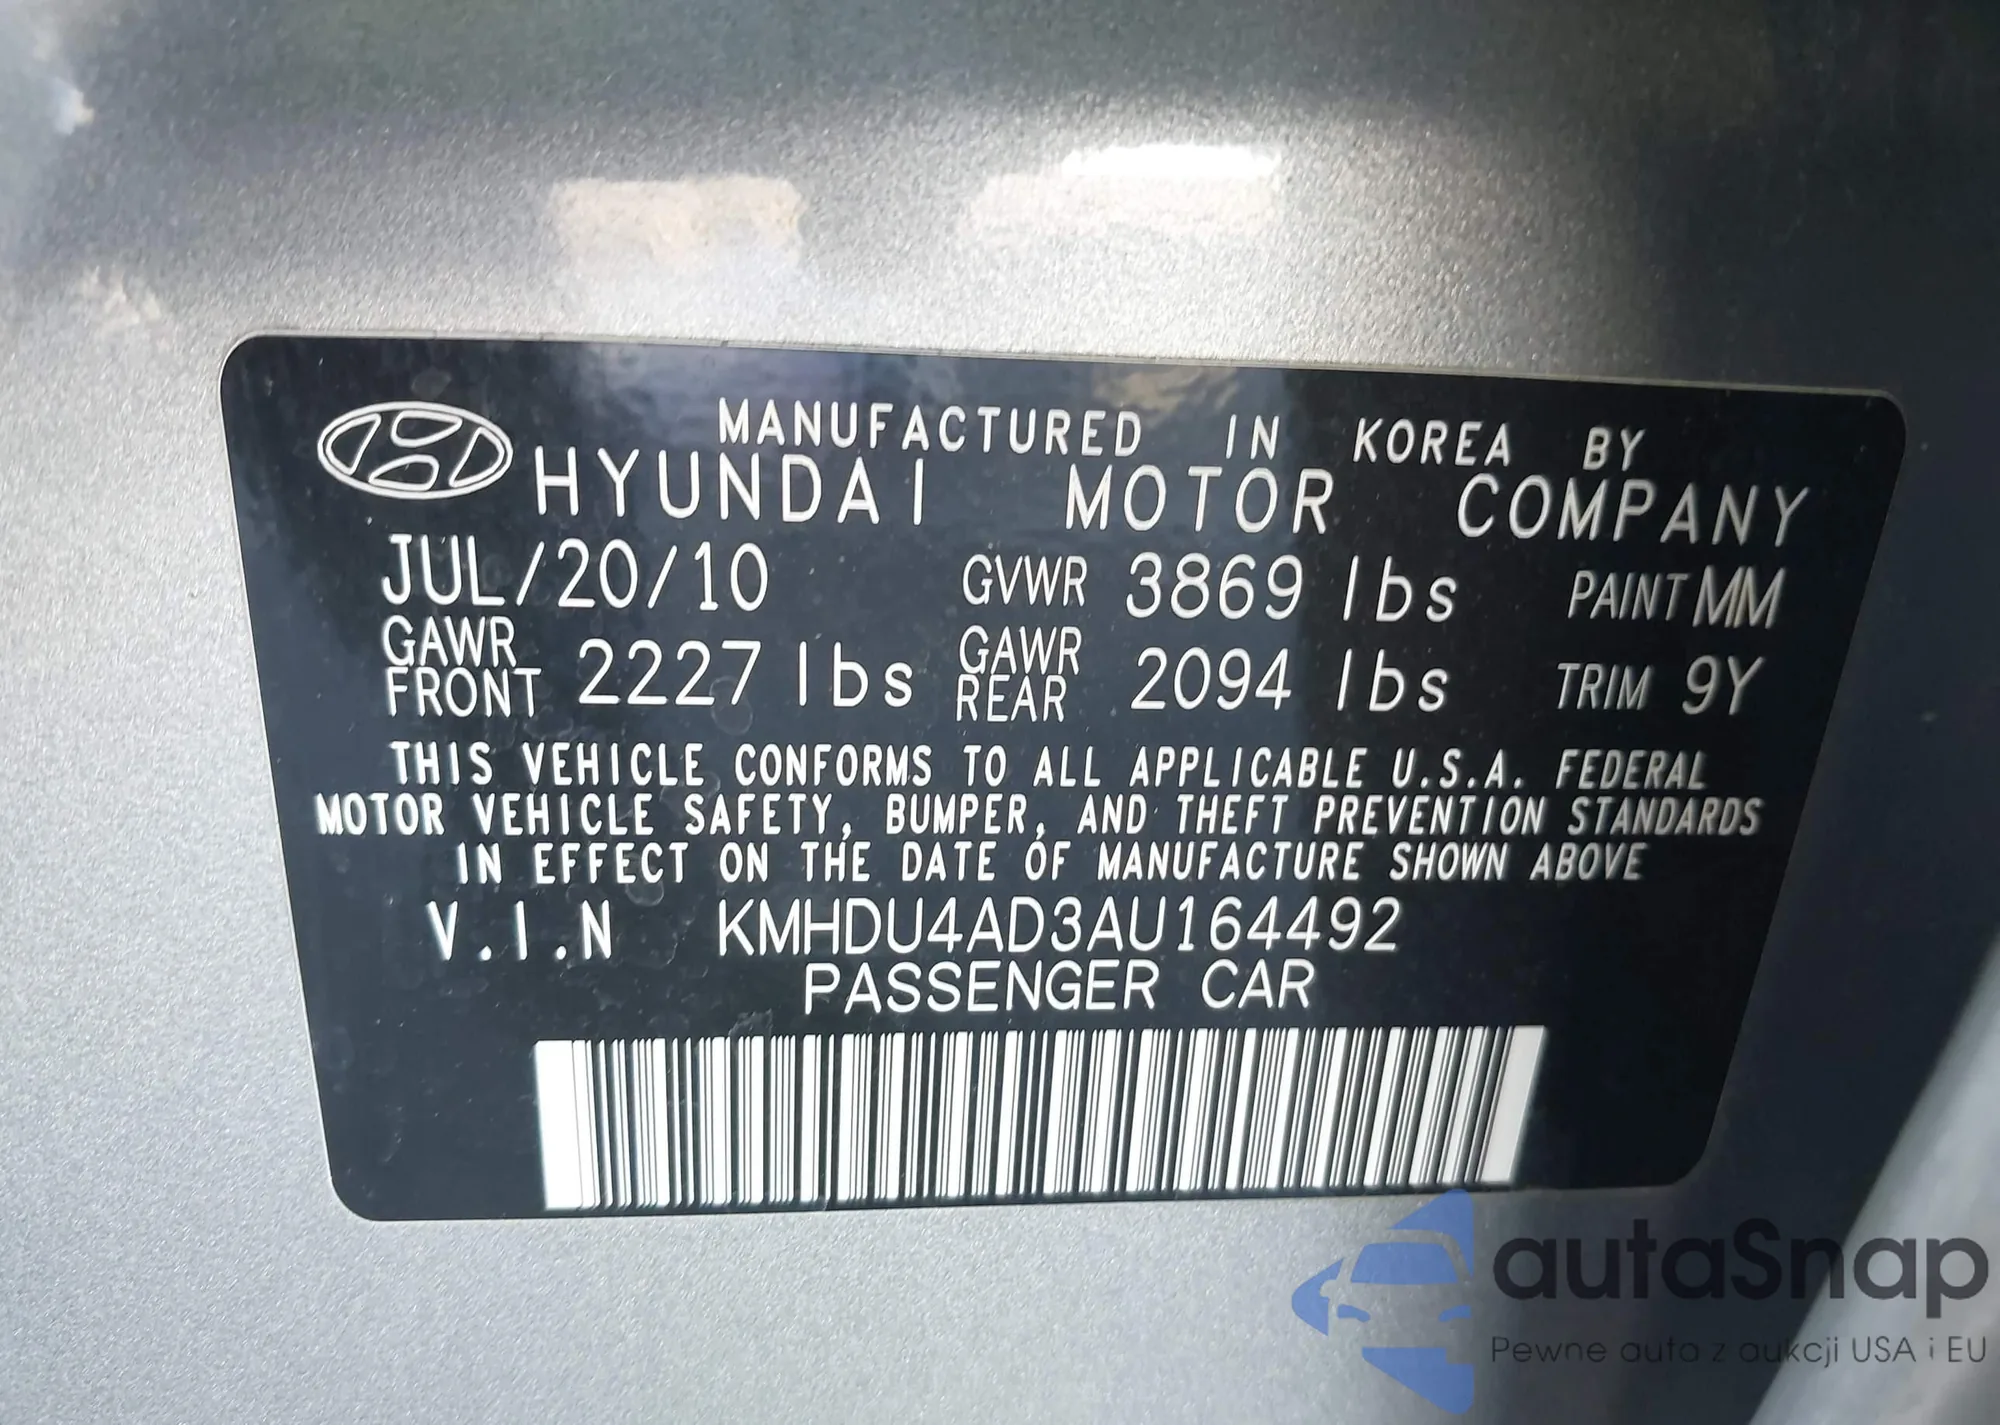 MANUFACTURED IN KOREA BY
HYUNDAI MOTOR COMPANY
JUL/20/10 GVWR 3869 lbs PAINT MM
GAWR FRONT 2227 lbs GAWR REAR 2094 lbs TRIM 9Y
THIS VEHICLE CONFORMS TO ALL APPLICABLE U.S.A. FEDERAL
MOTOR VEHICLE SAFETY, BUMPER, AND THEFT PREVENTION STANDARDS
IN EFFECT ON THE DATE OF MANUFACTURE SHOWN ABOVE
V.I.N KMHDU4AD3AU164492
PASSENGER CAR
autaSnap
Pewne auta z aukcji USA i EU